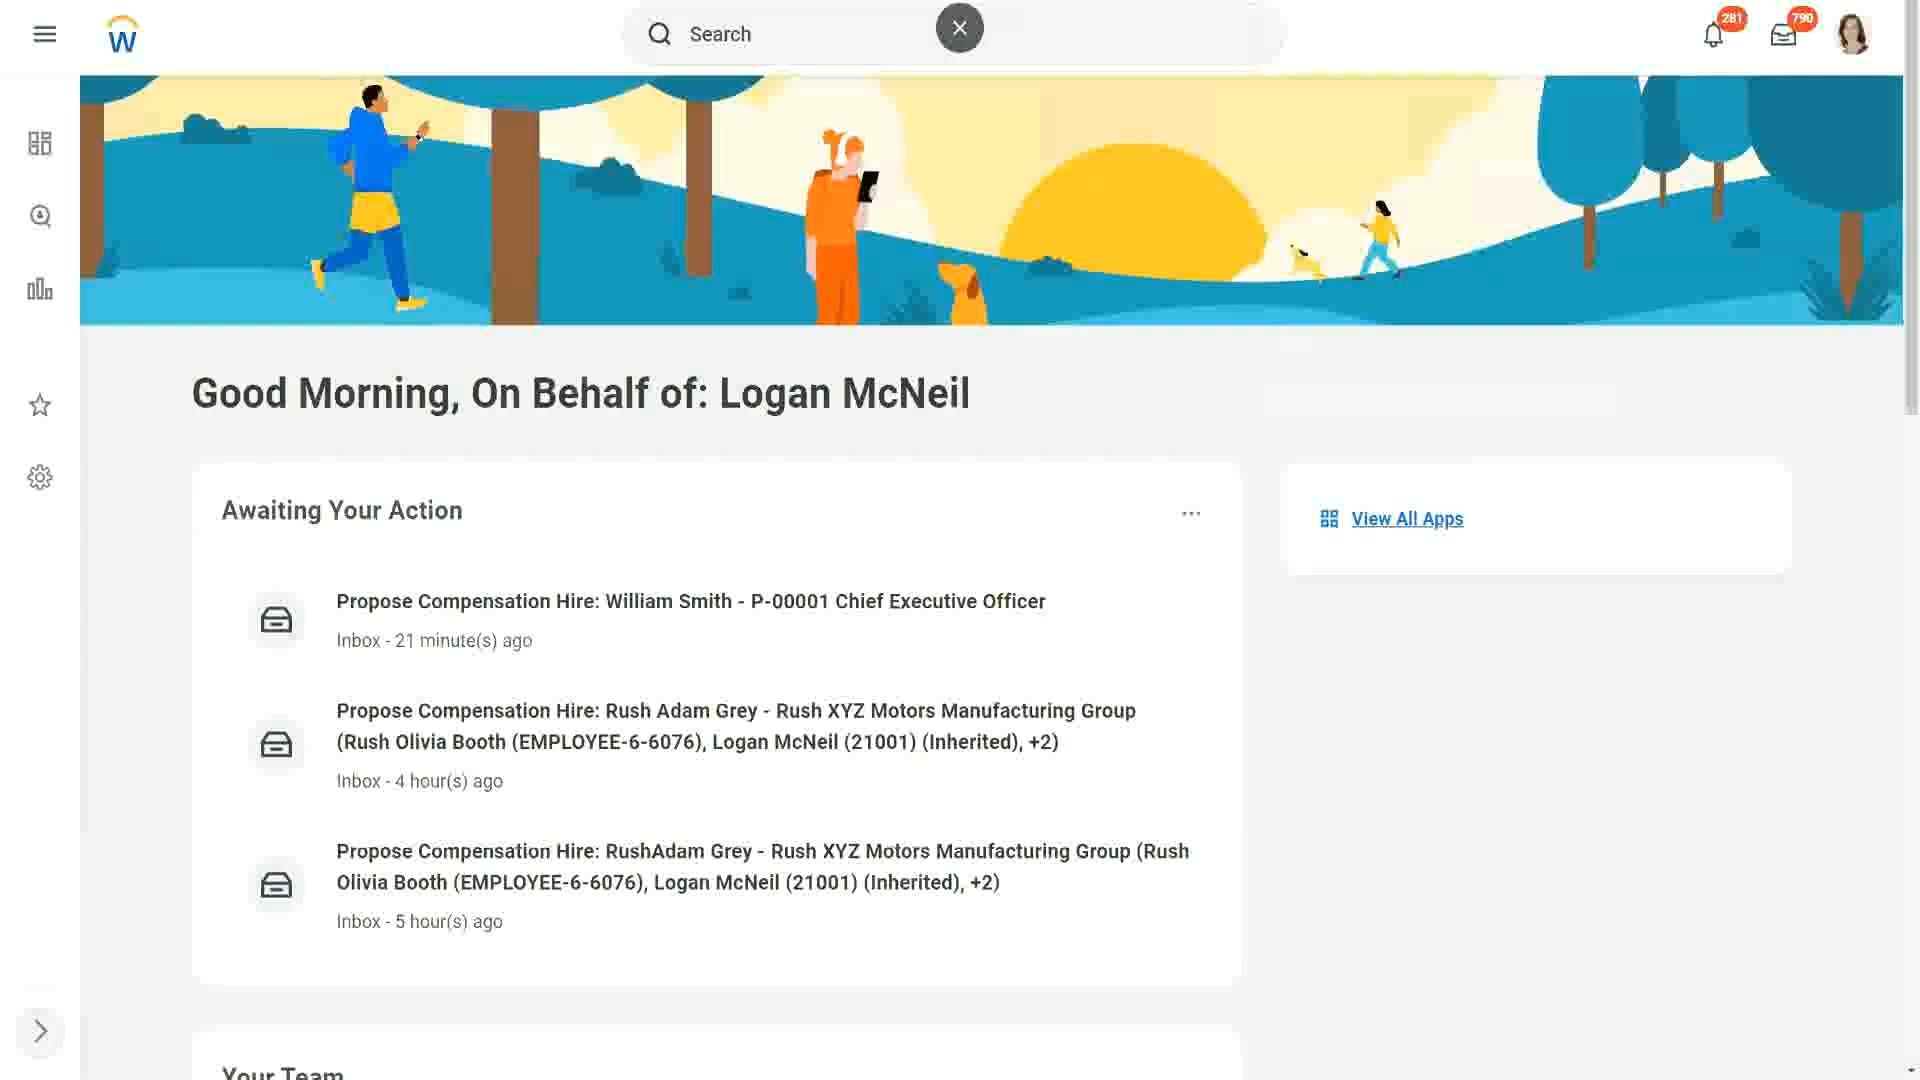 W
Search
281
790
Good Morning, On Behalf of: Logan McNeil
Awaiting Your Action
View All Apps
Propose Compensation Hire: William Smith - P-00001 Chief Executive Officer
Inbox - 21 minute(s) ago
Propose Compensation Hire: Rush Adam Grey - Rush XYZ Motors Manufacturing Group
(Rush Olivia Booth (EMPLOYEE-6-6076), Logan McNeil (21001) (Inherited), +2)
Inbox - 4 hour(s) ago
Propose Compensation Hire: RushAdam Grey - Rush XYZ Motors Manufacturing Group (Rush
Olivia Booth (EMPLOYEE-6-6076), Logan McNeil (21001) (Inherited), +2)
Inbox - 5 hour(s) ago
Your Team